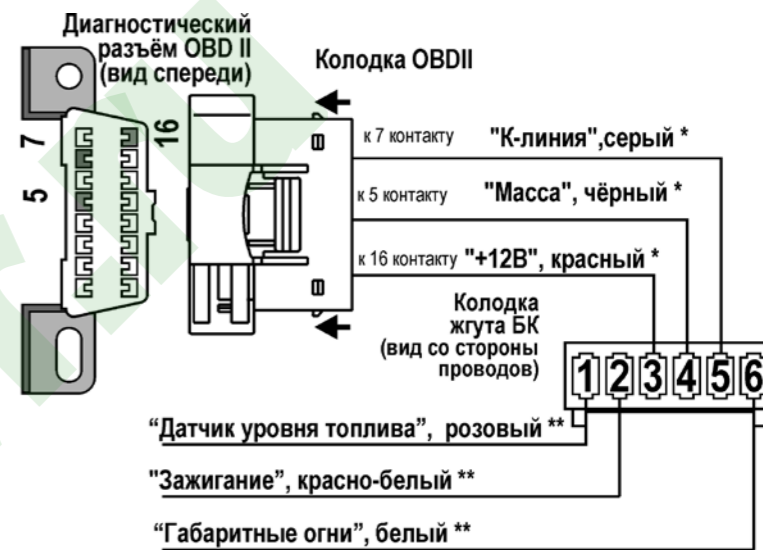 Диагностический
разъём OBD II
(вид спереди)
Колодка OBDII
7
16
5
к 7 контакту "К-линия",серый *
к 5 контакту "Масса", чёрный *
к 16 контакту "+12В", красный *
Колодка
жгута БК
(вид со стороны
проводов)
1 2 3 4 5 6
“Датчик уровня топлива”, розовый **
"Зажигание”, красно-белый **
“Габаритные огни”, белый **